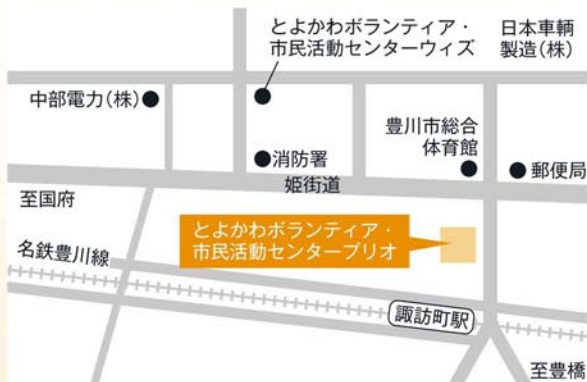 とよかわボランティア・
市民活動センターウィズ
日本車輌
製造(株)
中部電力(株)
豊川市総合
体育館
消防署
郵便局
姫街道
至国府
とよかわボランティア・
市民活動センタープリオ
名鉄豊川線
諏訪町駅
至豊橋